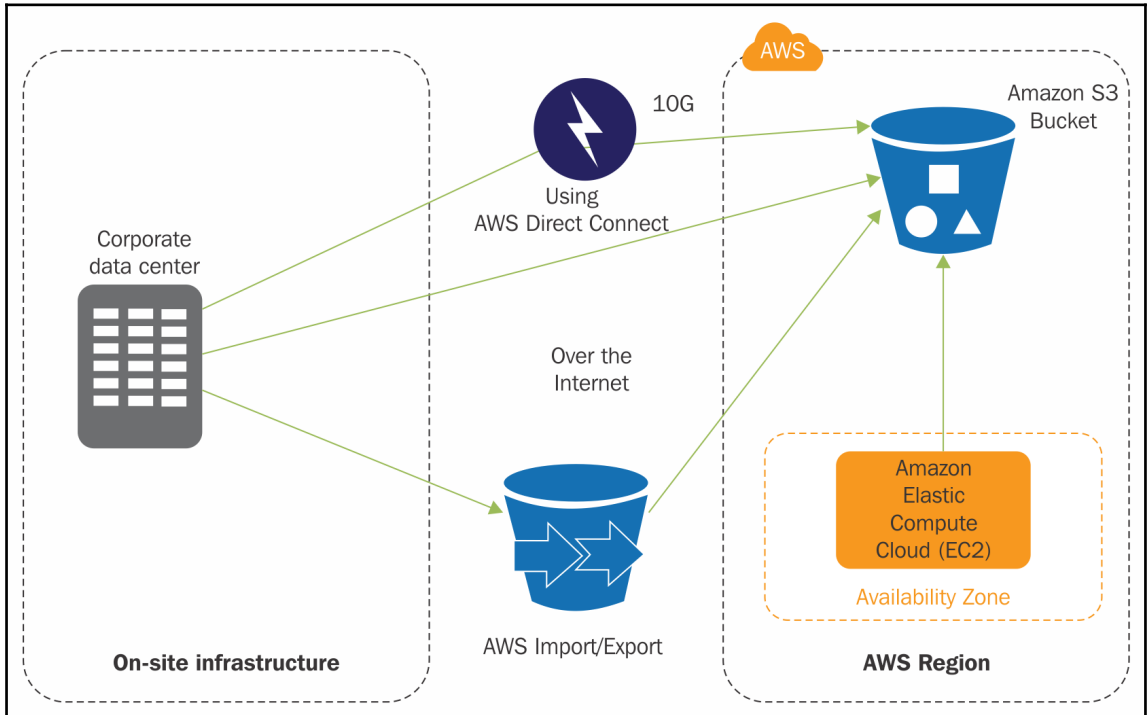 AWS
10G
Amazon S3
Bucket
Using
AWS Direct Connect
Corporate
data center
Over the
Internet
Amazon
Elastic
Compute
Cloud (EC2)
Availability Zone
AWS Import/Export
On-site infrastructure
AWS Region